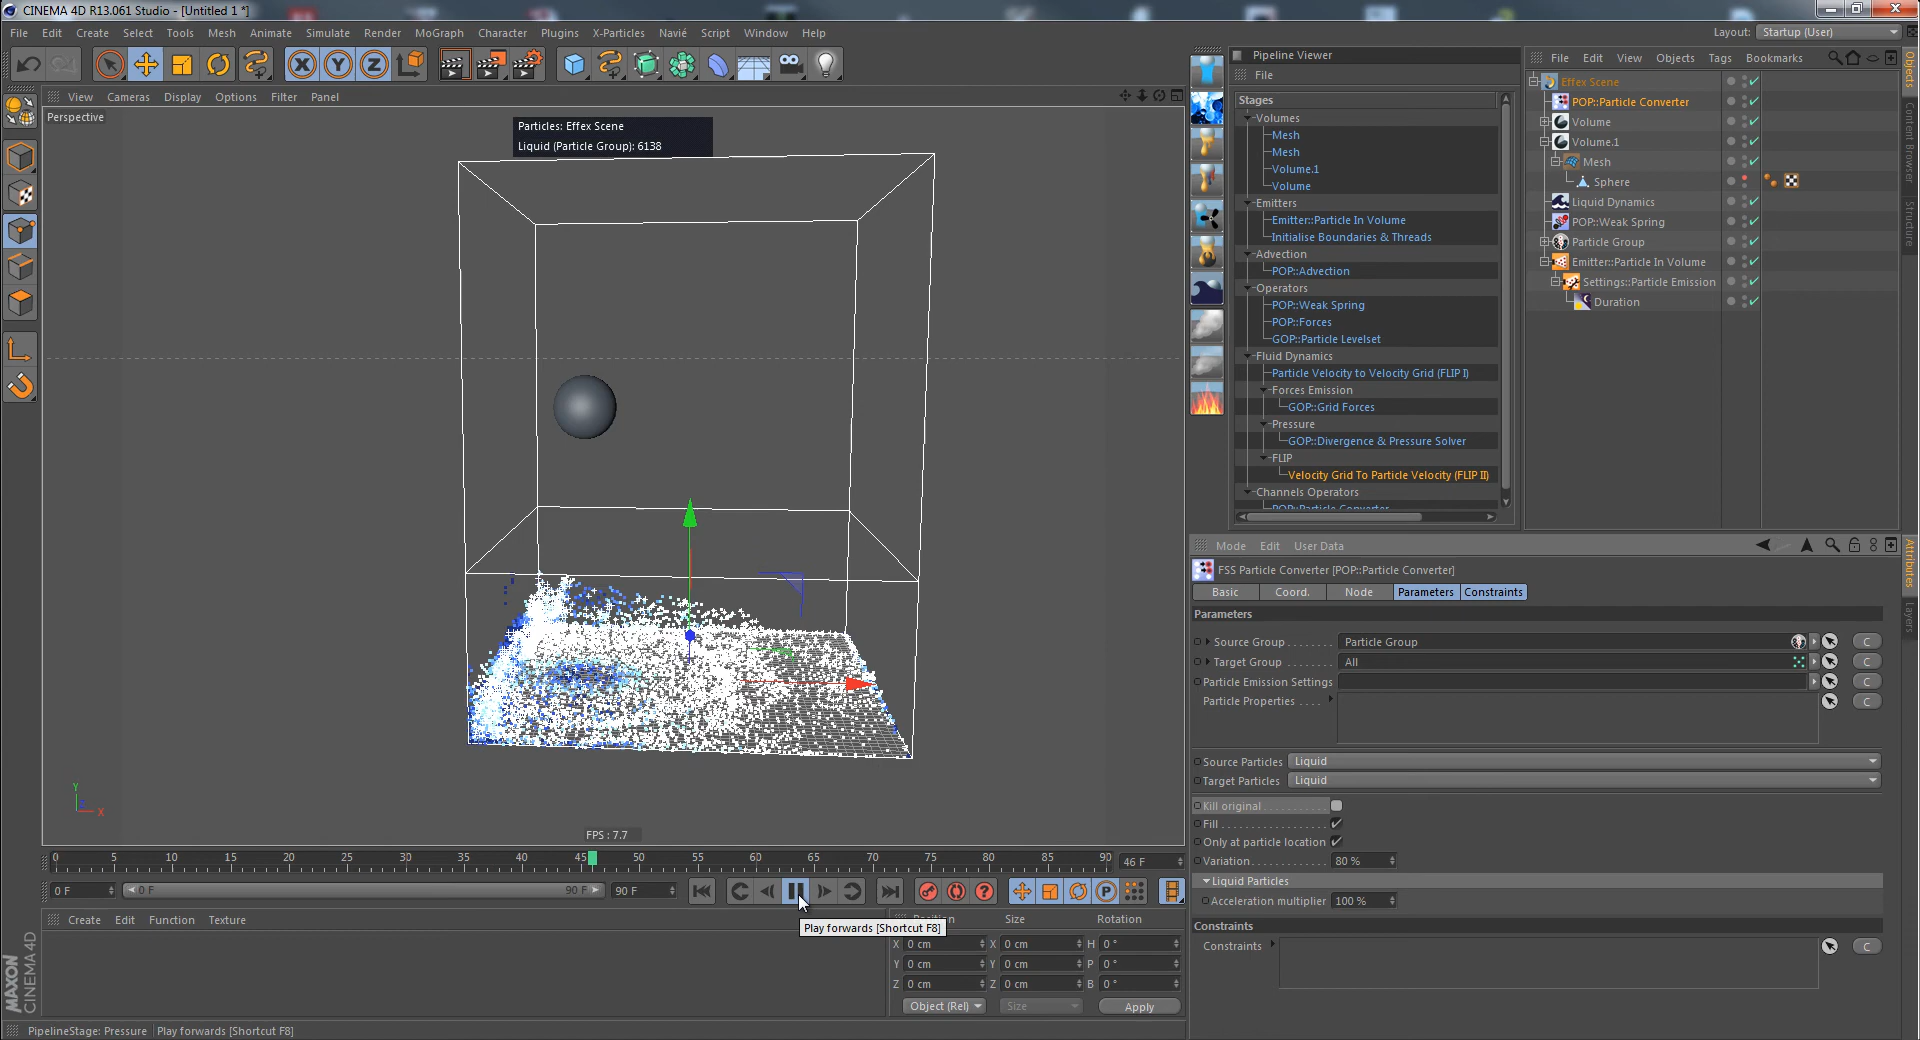 CINEMA 4D R13.061 Studio - [Untitled 1 *]
File Edit Create Select Tools Mesh Animate Simulate Render MoGraph Character Plugins X-Particles Navié Script Window Help
Layout: Startup (User)
View Cameras Display Options Filter Panel
Perspective
Particles: Effex Scene
Liquid (Particle Group): 6138
Y
X
FPS : 7.7
0 5 10 15 20 25 30 35 40 45 50 55 60 65 70 75 80 85 90
46 F
0 F
0 F
90 F
90 F
Create Edit Function Texture
Play forwards [Shortcut F8]
Size Rotation
X 0 cm X 0 cm H 0 °
Y 0 cm Y 0 cm P 0 °
Z 0 cm Z 0 cm B 0 °
Object (Rel) Size Apply
MAXON
CINEMA 4D
PipelineStage: Pressure Play forwards [Shortcut F8]
Pipeline Viewer
File
Stages
Volumes
Mesh
Mesh
Volume.1
Volume
Emitters
Emitter::Particle In Volume
Initialise Boundaries & Threads
Advection
POP::Advection
Operators
POP::Weak Spring
POP::Forces
GOP::Particle Levelset
Fluid Dynamics
Particle Velocity to Velocity Grid (FLIP I)
Forces Emission
GOP::Grid Forces
Pressure
GOP::Divergence & Pressure Solver
FLIP
Velocity Grid To Particle Velocity (FLIP II)
Channels Operators
POP::Particle Converter
File Edit View Objects Tags Bookmarks
Effex Scene
POP::Particle Converter
Volume
Volume.1
Mesh
Sphere
Liquid Dynamics
POP::Weak Spring
Particle Group
Emitter::Particle In Volume
Settings::Particle Emission
Duration
Objects
Content Browser
Structure
Mode Edit User Data
FSS Particle Converter [POP::Particle Converter]
Basic Coord. Node Parameters Constraints
Parameters
Source Group Particle Group C
Target Group All C
Particle Emission Settings C
Particle Properties C
Source Particles Liquid
Target Particles Liquid
Kill original
Fill
Only at particle location
Variation 80 %
Liquid Particles
Acceleration multiplier 100 %
Constraints
Constraints C
Attributes
Layers